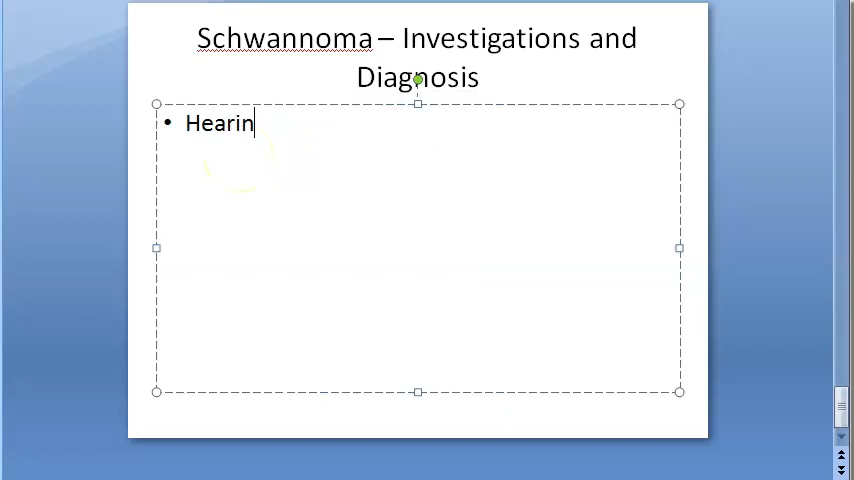 Schwannoma – Investigations and
Diagnosis
• Hearin